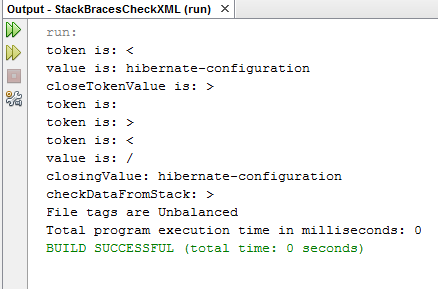 Output - StackBracesCheckXML (run) ×
run:
token is: <
value is: hibernate-configuration
closeTokenValue is: >
token is:
token is: >
token is: <
value is: /
closingValue: hibernate-configuration
checkDataFromStack: >
File tags are Unbalanced
Total program execution time in milliseconds: 0
BUILD SUCCESSFUL (total time: 0 seconds)